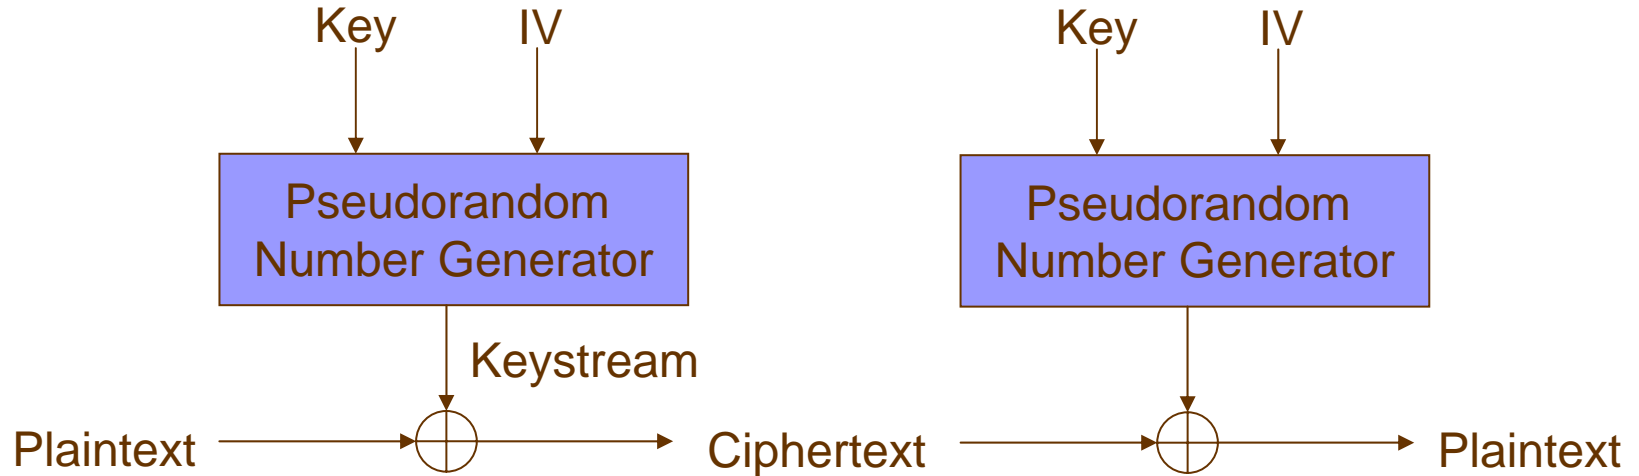 Key IV
Key IV
Pseudorandom
Number Generator
Pseudorandom
Number Generator
Keystream
Plaintext
Ciphertext
Plaintext